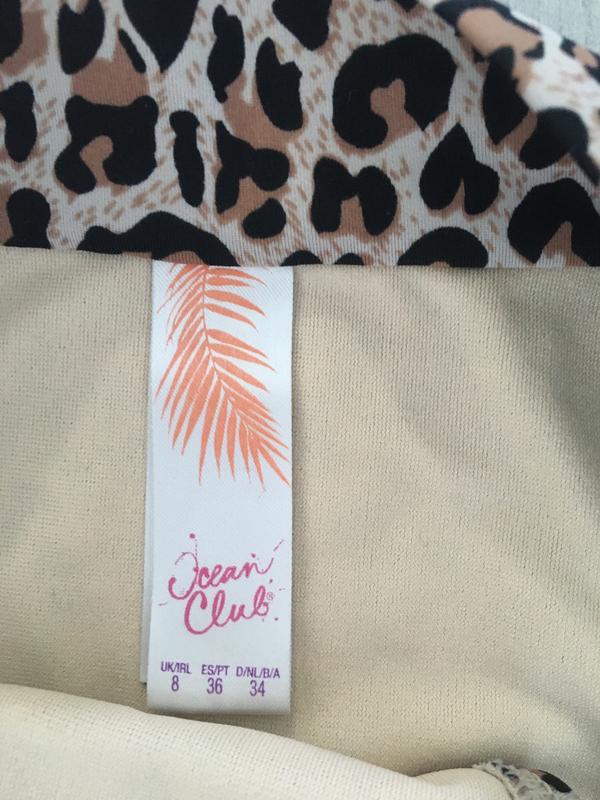 Ocean
Club®
UK/IRL ES/PT D/NL/B/A
8 36 34